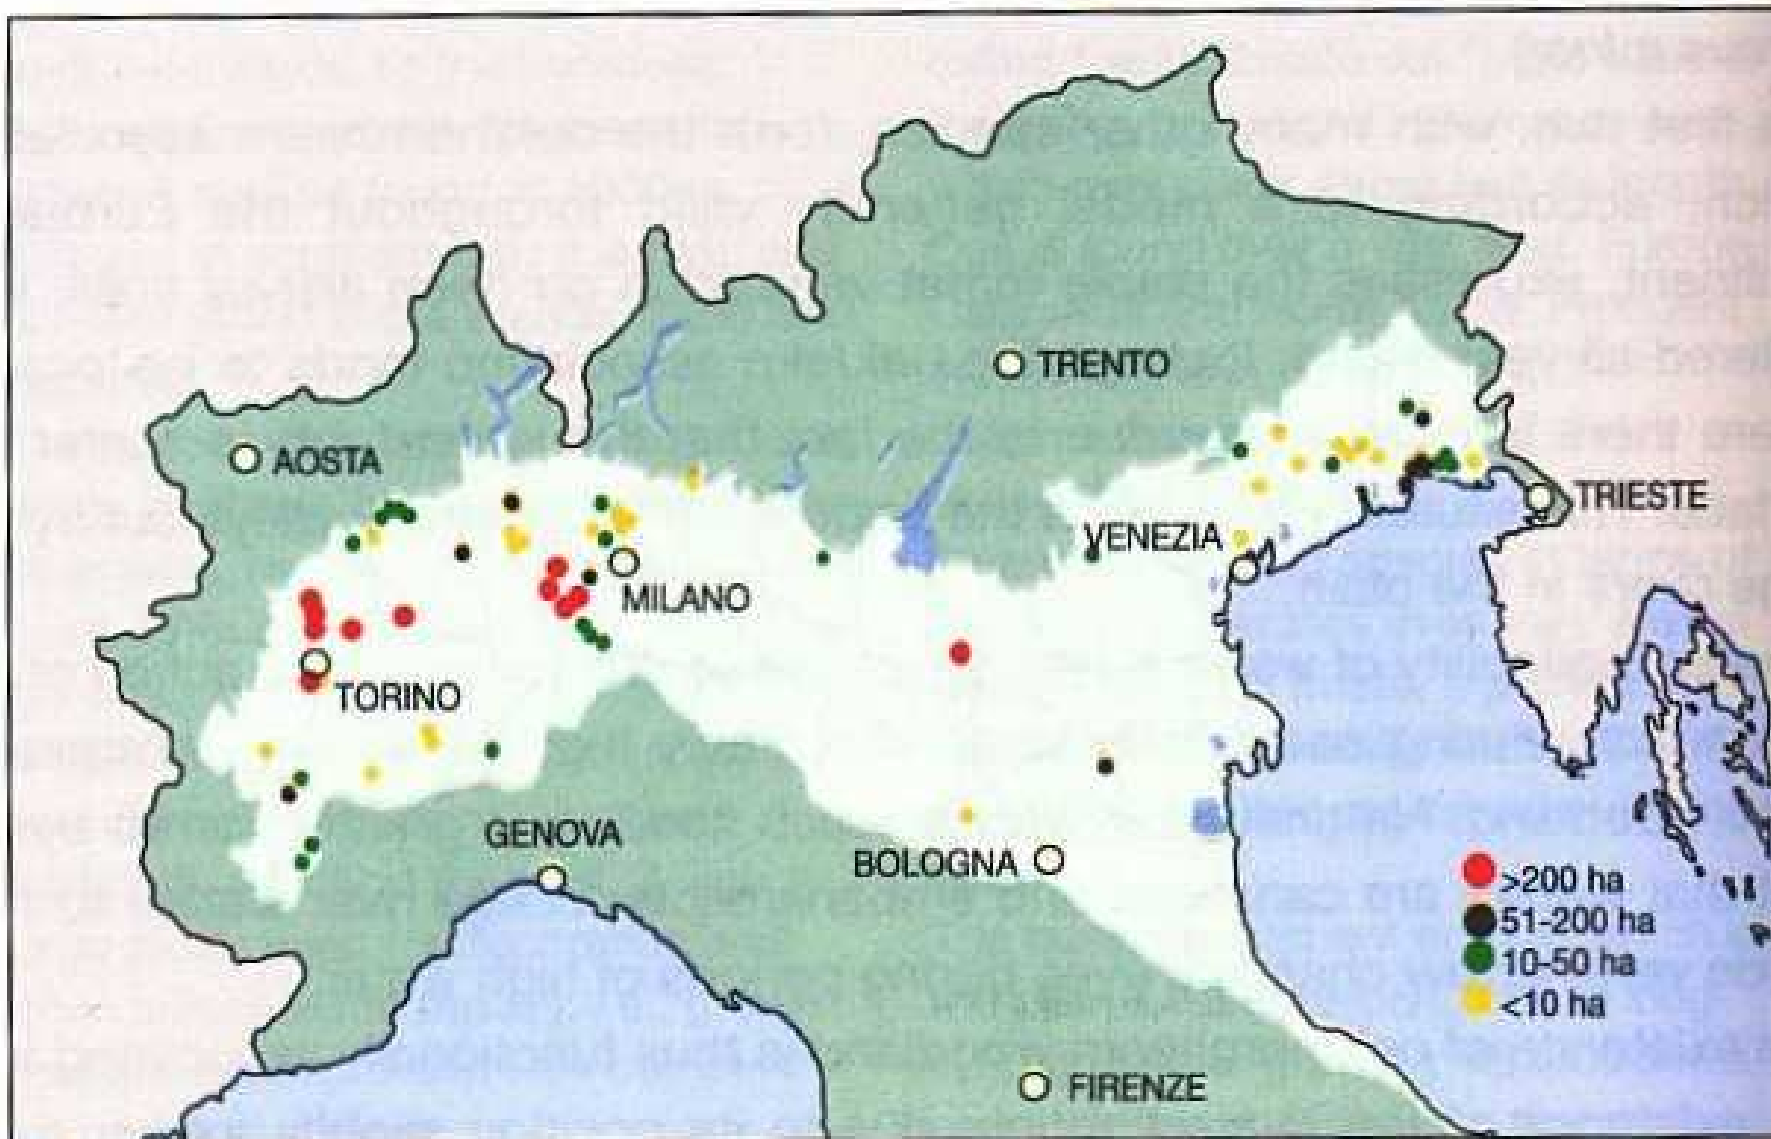 TRENTO
AOSTA
TRIESTE
VENEZIA
MILANO
TORINO
GENOVA
BOLOGNA
>200 ha
51-200 ha
10-50 ha
<10 ha
FIRENZE